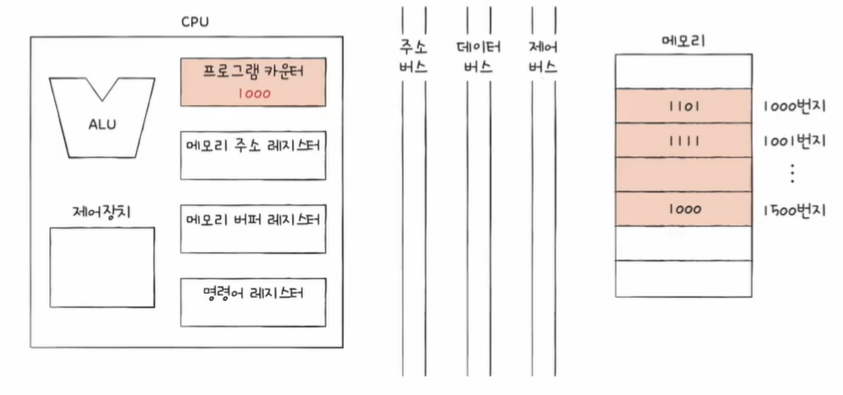 CPU
ALU
제어장치
프로그램 카운터
1000
메모리 주소 레지스터
메모리 버퍼 레지스터
명령어 레지스터
주소
버스
데이터
버스
제어
버스
메모리
1101
1000번지
1111
1001번지
⋮
1000
1500번지